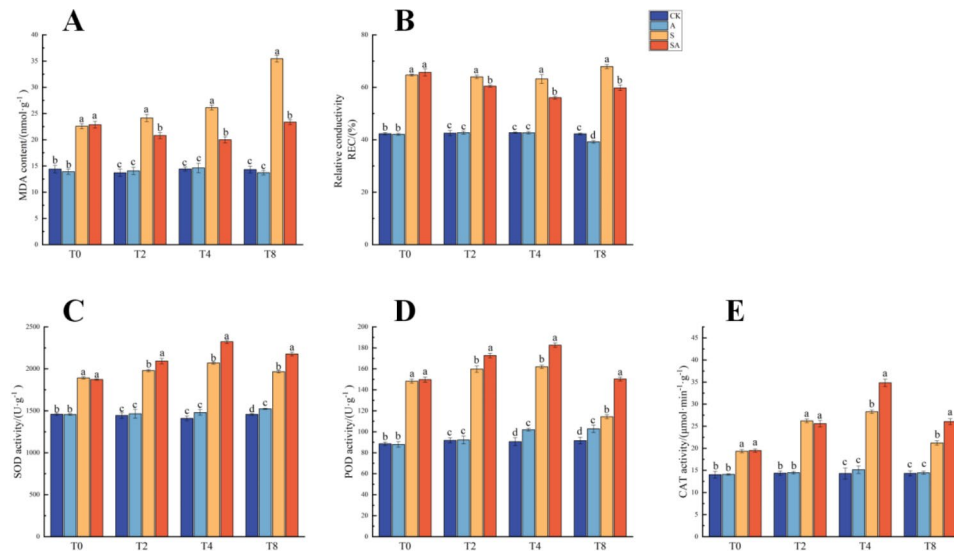 A
B
CK
A
S
SA
MDA content/(nmol·g⁻¹)
40
35
30
25
20
15
10
5
0
b b a a
c c a b
c c a b
c c a b
T0 T2 T4 T8
Relative conductivity
REC/(%)
80
60
40
20
0
b b a a
c c a b
c c a b
c d a b
T0 T2 T4 T8
C
D
E
SOD activity/(U·g⁻¹)
2500
2000
1500
1000
500
0
b b a a
c c b a
c c b a
d c b a
T0 T2 T4 T8
POD activity/(U·g⁻¹)
200
180
160
140
120
100
80
60
40
20
0
b b a a
c c b a
d c b a
d c b a
T0 T2 T4 T8
CAT activity/(μmol·min⁻¹·g⁻¹)
45
40
35
30
25
20
15
10
5
0
b b a a
b b a a
c c b a
c c b a
T0 T2 T4 T8